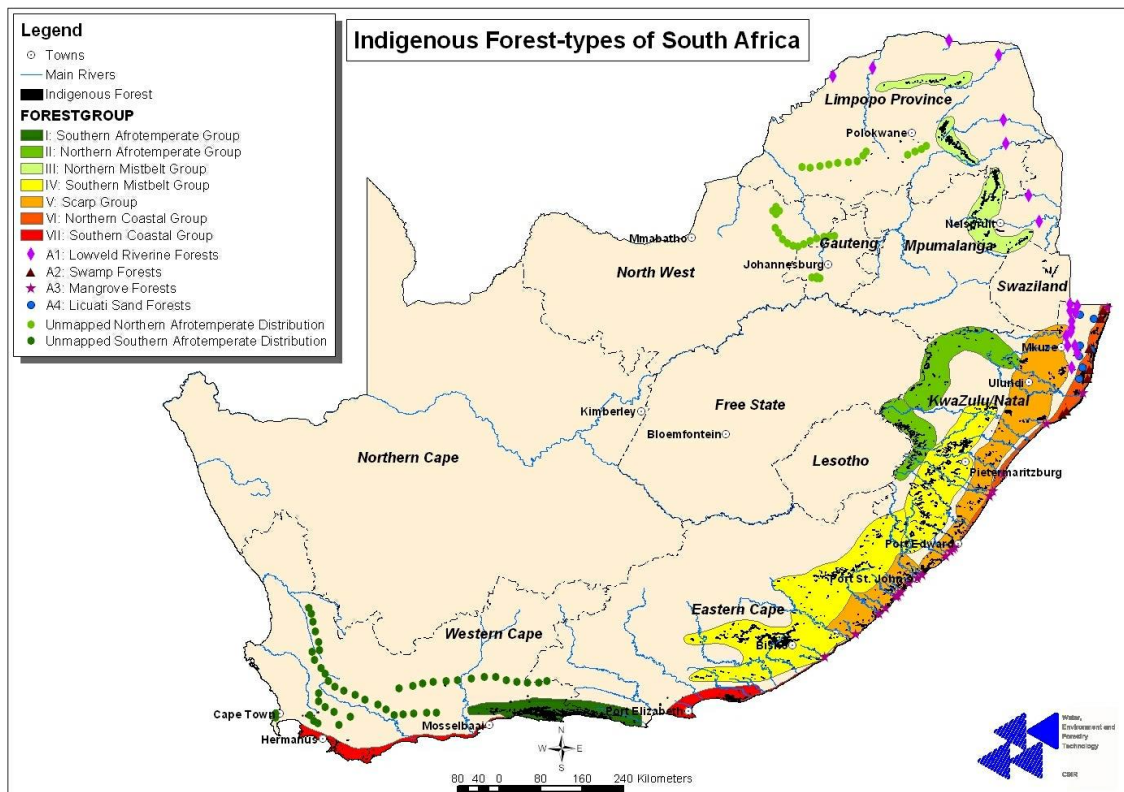 Indigenous Forest-types of South Africa
Legend
Towns
Main Rivers
Indigenous Forest
FORESTGROUP
I: Southern Afrotemperate Group
II: Northern Afrotemperate Group
III: Northern Mistbelt Group
IV: Southern Mistbelt Group
V: Scarp Group
VI: Northern Coastal Group
VII: Southern Coastal Group
A1: Lowveld Riverine Forests
A2: Swamp Forests
A3: Mangrove Forests
A4: Licuati Sand Forests
Unmapped Northern Afrotemperate Distribution
Unmapped Southern Afrotemperate Distribution
Limpopo Province
Polokwane
Nelspruit
Mmabatho
Gauteng
Mpumalanga
Johannesburg
North West
Swaziland
Mkuze
Ulundi
KwaZulu/Natal
Free State
Kimberley
Bloemfontein
Northern Cape
Lesotho
Pietermaritzburg
Port Edward
Port St. John
Eastern Cape
Western Cape
Bisho
Cape Town
Port Elizabeth
Mosselbaai
Hermanus
N
W E
S
80 40 0 80 160 240 Kilometers
Water,
Environment and
Forestry
Technology
CSIR